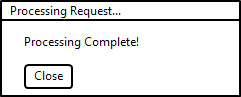 Processing Request...
Processing Complete!
Close